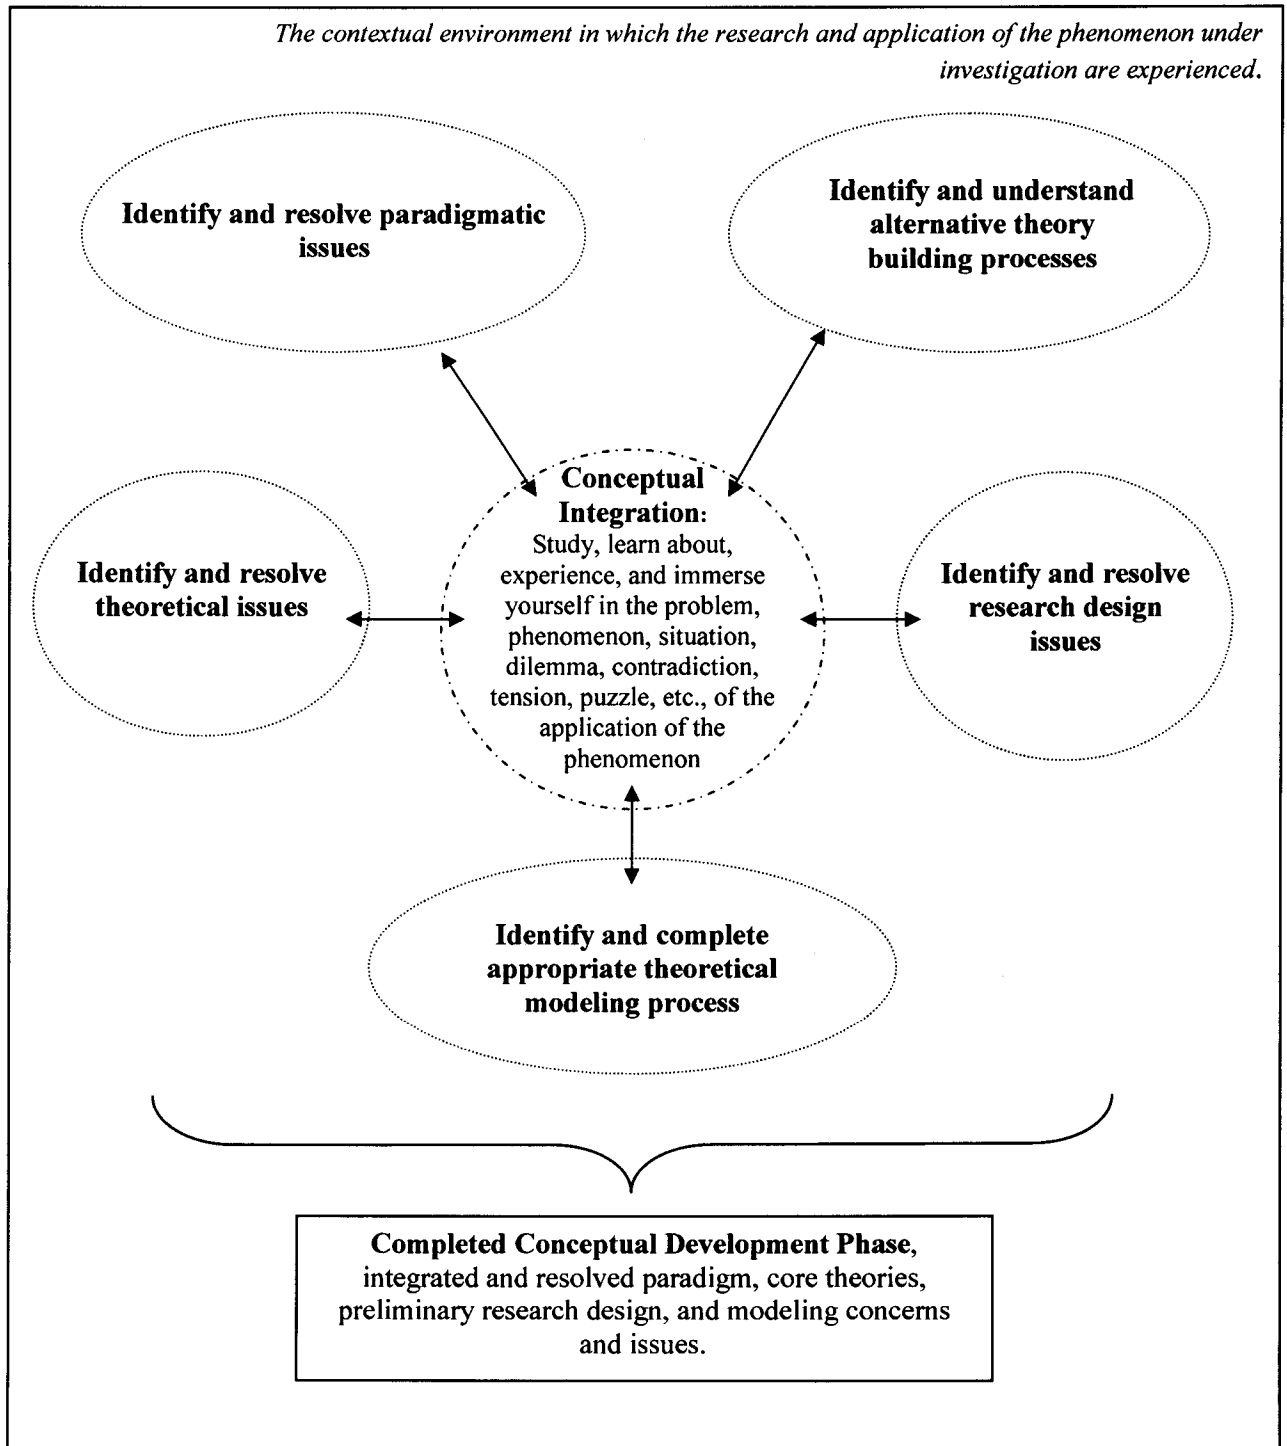 The contextual environment in which the research and application of the phenomenon under
investigation are experienced.
Identify and resolve paradigmatic
issues
Identify and understand
alternative theory
building processes
Conceptual
Integration:
Study, learn about,
experience, and immerse
yourself in the problem,
phenomenon, situation,
dilemma, contradiction,
tension, puzzle, etc., of the
application of the
phenomenon
Identify and resolve
theoretical issues
Identify and resolve
research design
issues
Identify and complete
appropriate theoretical
modeling process
Completed Conceptual Development Phase,
integrated and resolved paradigm, core theories,
preliminary research design, and modeling concerns
and issues.